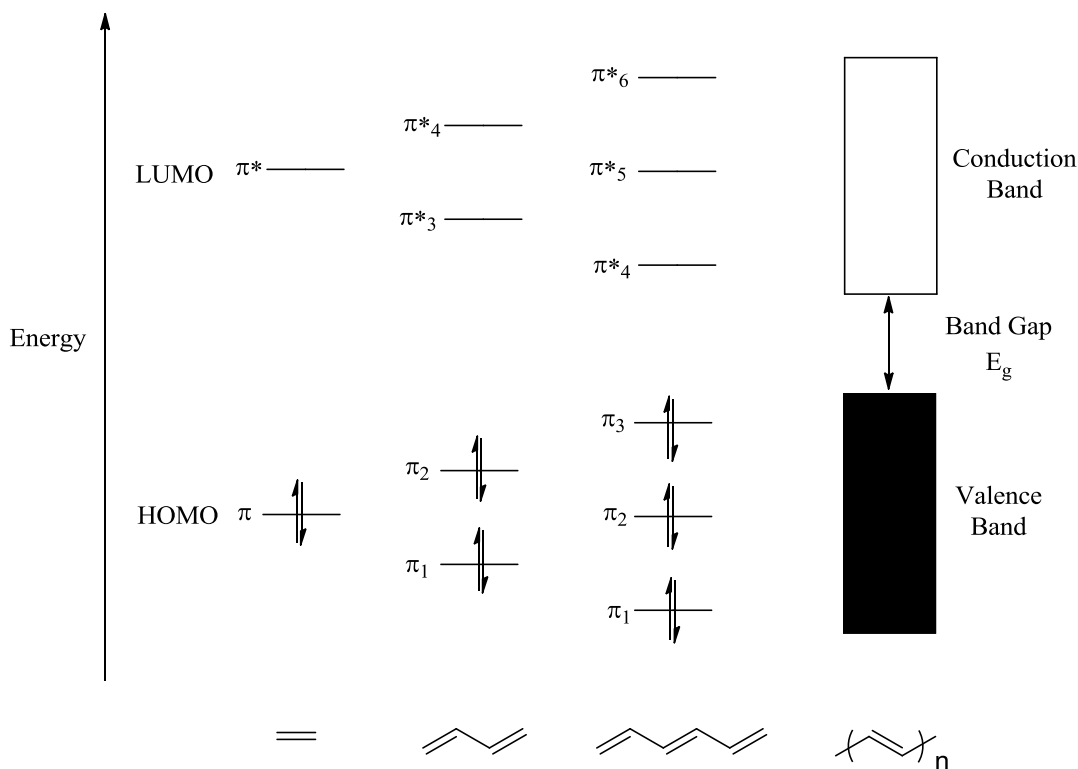 π*₆
π*₄
LUMO π*
π*₅
Conduction
Band
π*₃
π*₄
Energy
Band Gap
E_g
π₃
π₂
HOMO π
π₂
Valence
Band
π₁
π₁
n